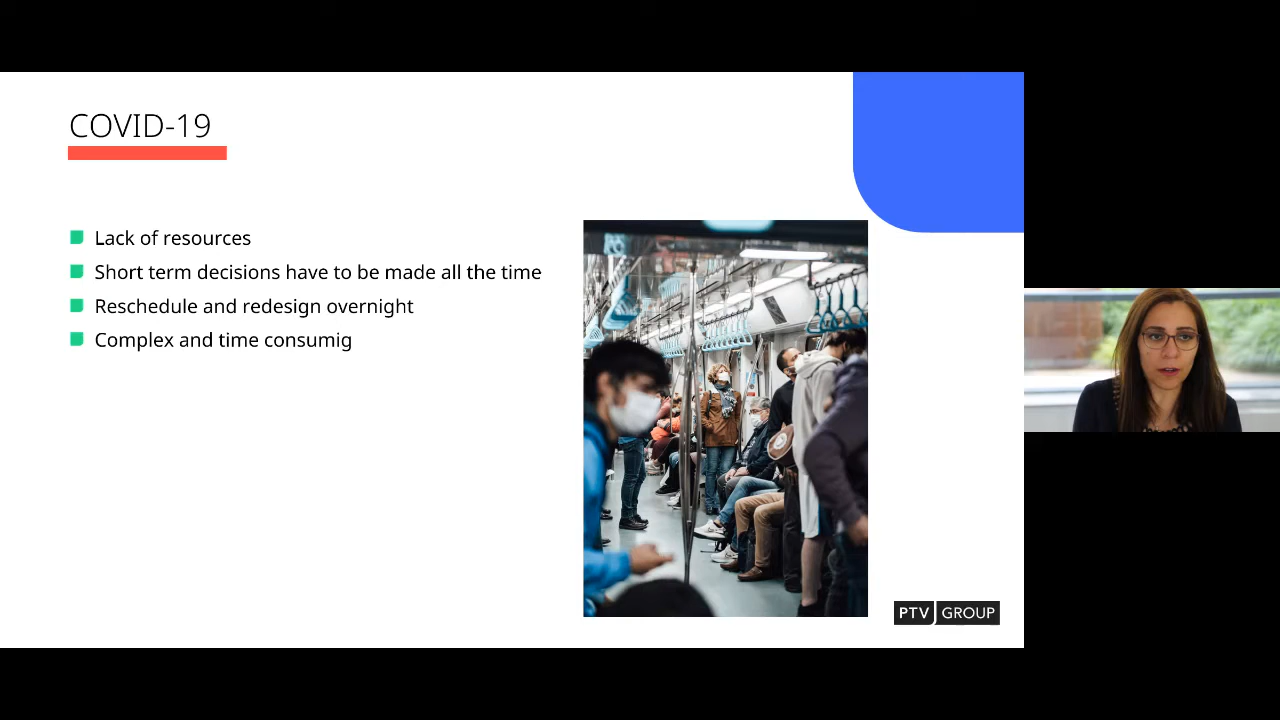 COVID-19
Lack of resources
Short term decisions have to be made all the time
Reschedule and redesign overnight
Complex and time consumig
PTV GROUP